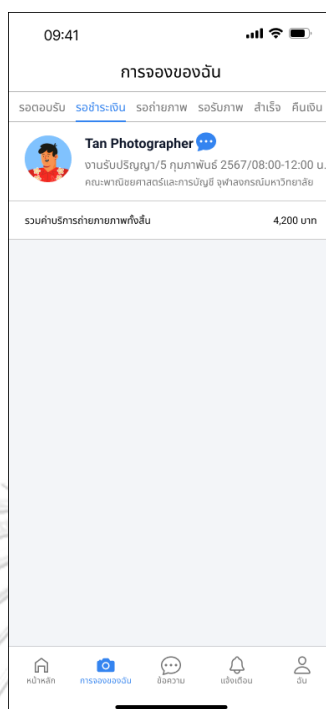 09:41
การจองของฉัน
รอตอบรับ รอชำระเงิน รอถ่ายภาพ รอรับภาพ สำเร็จ คืนเงิน
Tan Photographer
งานรับปริญญา/5 กุมภาพันธ์ 2567/08:00-12:00 น.
คณะพาณิชยศาสตร์และการบัญชี จุฬาลงกรณ์มหาวิทยาลัย
รวมค่าบริการถ่ายภายภาพทั้งสิ้น 4,200 บาท
หน้าหลัก การจองของฉัน ข้อความ แจ้งเตือน ฉัน